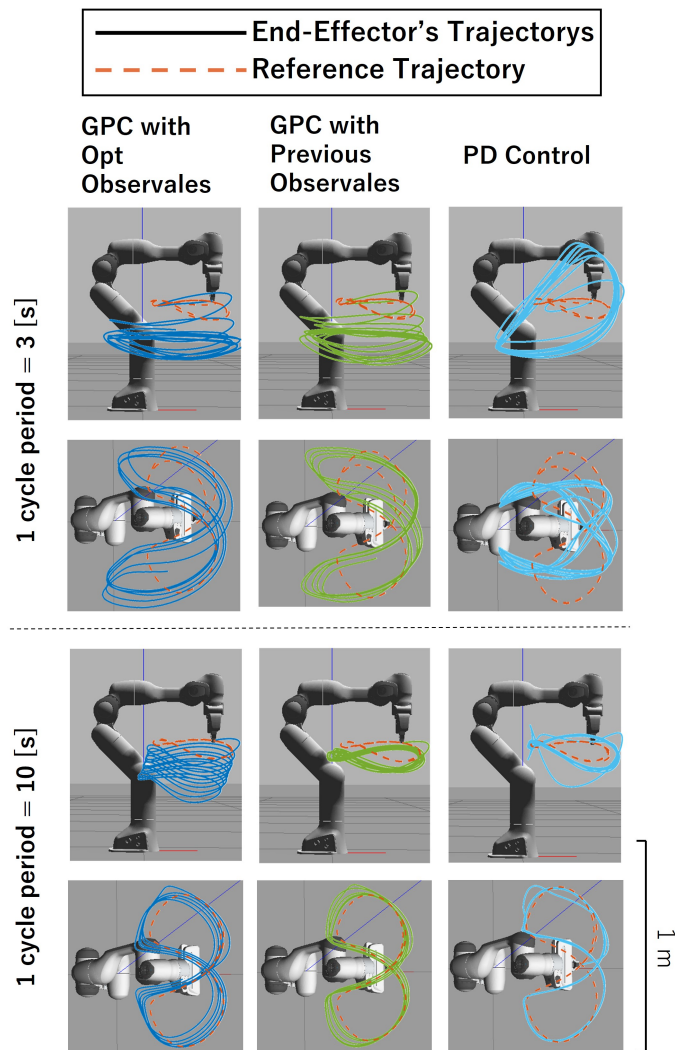 End-Effector's Trajectorys
Reference Trajectory
GPC with
Opt
Observales
GPC with
Previous
Observales
PD Control
1 cycle period = 3 [s]
1 cycle period = 10 [s]
1 m